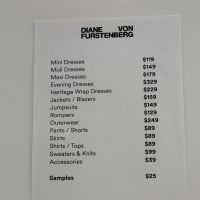 DIANE VON
FURSTENBERG
Mini Dresses $119
Midi Dresses $149
Maxi Dresses $179
Evening Dresses $329
Heritage Wrap Dresses $229
Jackets / Blazers $159
Jumpsuits $149
Rompers $129
Outerwear $249
Pants / Shorts $89
Skirts $89
Shirts / Tops $89
Sweaters & Knits $99
Accessories $39
Samples $25